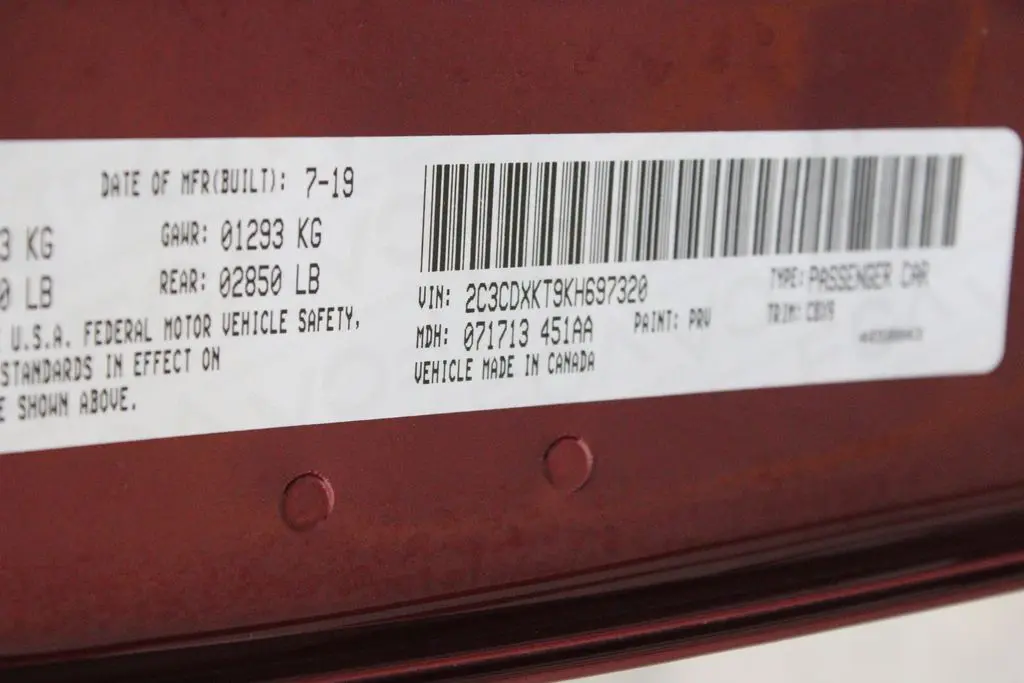 DATE OF MFR(BUILT): 7-19
3 KG GAWR: 01293 KG
0 LB REAR: 02850 LB
U.S.A. FEDERAL MOTOR VEHICLE SAFETY,
STANDARDS IN EFFECT ON
E SHOWN ABOVE.
VIN: 2C3CDXKT9KH697320 TYPE: PASSENGER CAR
MDH: 071713 451AA PAINT: PRV TRIM:
VEHICLE MADE IN CANADA